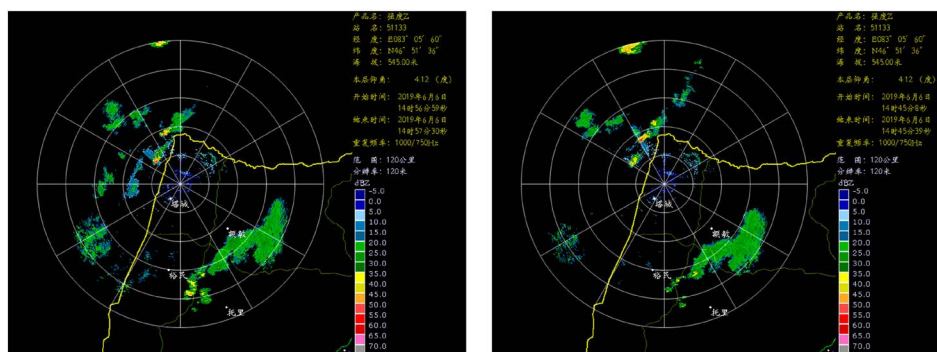 产品名: 强度Z
站 名: 51133
经 度: E083° 05′ 60″
纬 度: N46° 51′ 36″
海 拔: 545.00米
本层仰角: 4.12 (度)
开始时间: 2019年6月6日
14时56分59秒
结束时间: 2019年6月6日
14时57分30秒
重复频率: 1000/750Hz
范 围: 120公里
分辨率: 120米
dBZ
-5.0
0.0
5.0
10.0
15.0
20.0
25.0
30.0
35.0
40.0
45.0
50.0
55.0
60.0
65.0
70.0
塔城
额敏
裕民
托里
产品名: 强度Z
站 名: 51133
经 度: E083° 05′ 60″
纬 度: N46° 51′ 36″
海 拔: 545.00米
本层仰角: 4.12 (度)
开始时间: 2019年6月6日
14时45分8秒
结束时间: 2019年6月6日
14时45分39秒
重复频率: 1000/750Hz
范 围: 120公里
分辨率: 120米
dBZ
-5.0
0.0
5.0
10.0
15.0
20.0
25.0
30.0
35.0
40.0
45.0
50.0
55.0
60.0
65.0
70.0
塔城
额敏
裕民
托里